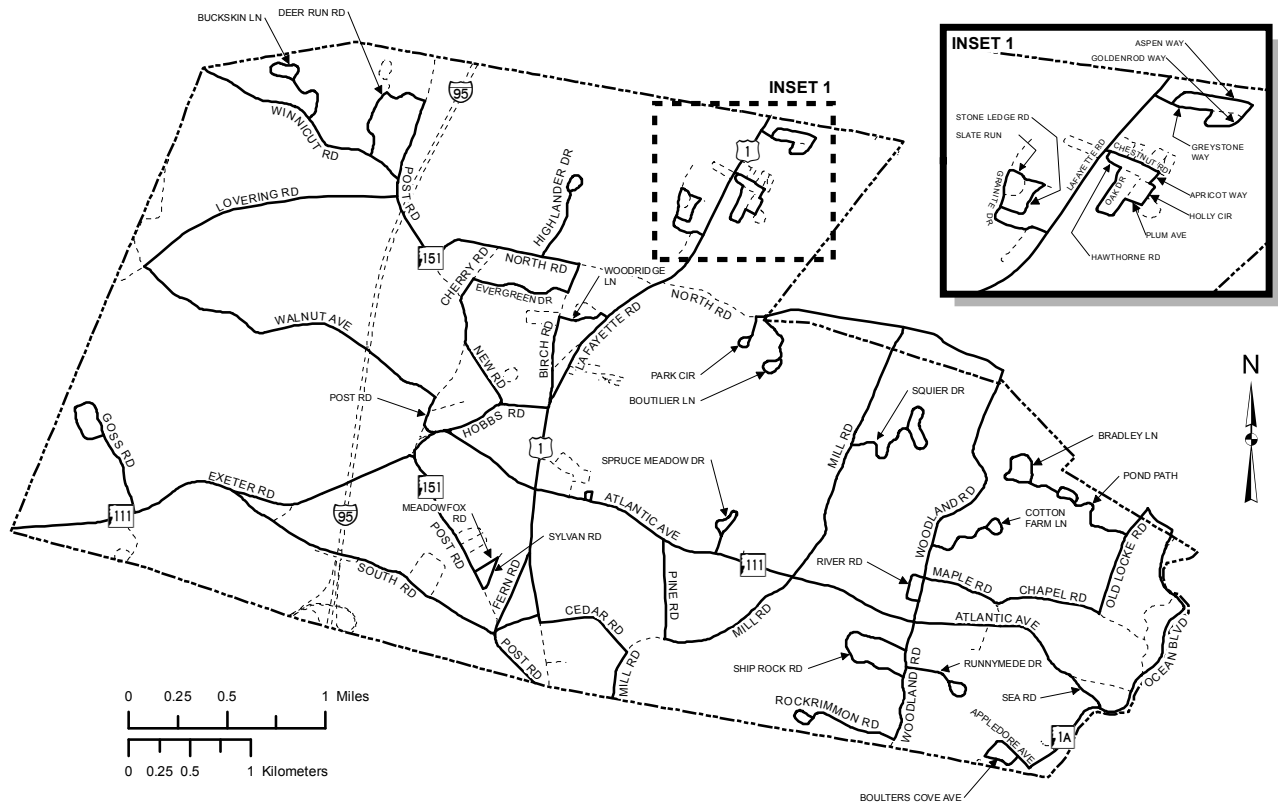 DEER RUN RD
BUCKSKIN LN
INSET 1
ASPEN WAY
GOLDENROD WAY
STONE LEDGE RD
SLATE RUN
GRANITE DR
LAFAYETTE RD
CHESTNUT RD
OAK DR
GREYSTONE
WAY
APRICOT WAY
HOLLY CIR
PLUM AVE
HAWTHORNE RD
INSET 1
95
1
WINNICUT RD
POST RD
LOVERING RD
HIGHLANDER DR
151
CHERRY RD
NORTH RD
WOODRIDGE
LN
EVERGREEN DR
NORTH RD
LAFAYETTE RD
BIRCH RD
WALNUT AVE
NEW RD
PARK CIR
BOUTILIER LN
SQUIER DR
N
POST RD
HOBBS RD
GOSS RD
1
MILL RD
BRADLEY LN
SPRUCE MEADOW DR
POND PATH
EXETER RD
151
ATLANTIC AVE
WOODLAND RD
COTTON
FARM LN
111
95
MEADOWFOX
RD
POST RD
SYLVAN RD
OLD LOCKE RD
SOUTH RD
FERN RD
PINE RD
111
RIVER RD
MAPLE RD
CHAPEL RD
CEDAR RD
MILL RD
ATLANTIC AVE
OCEAN BLVD
POST RD
MILL RD
SHIP ROCK RD
WOODLAND RD
RUNNYMEDE DR
SEA RD
ROCKRIMMON RD
APPLEDORE AVE
1A
BOULTERS COVE AVE
0 0.25 0.5 1 Miles
0 0.25 0.5 1 Kilometers